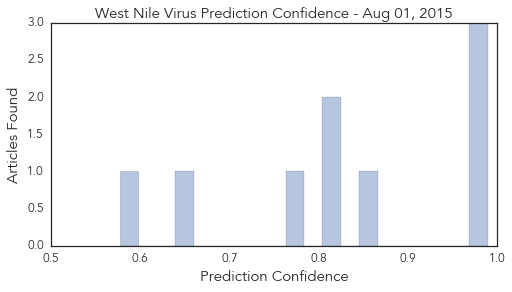 West Nile Virus Prediction Confidence - Aug 01, 2015
3.0
2.5
2.0
1.5
1.0
0.5
0.0
Articles Found
0.5 0.6 0.7 0.8 0.9 1.0
Prediction Confidence